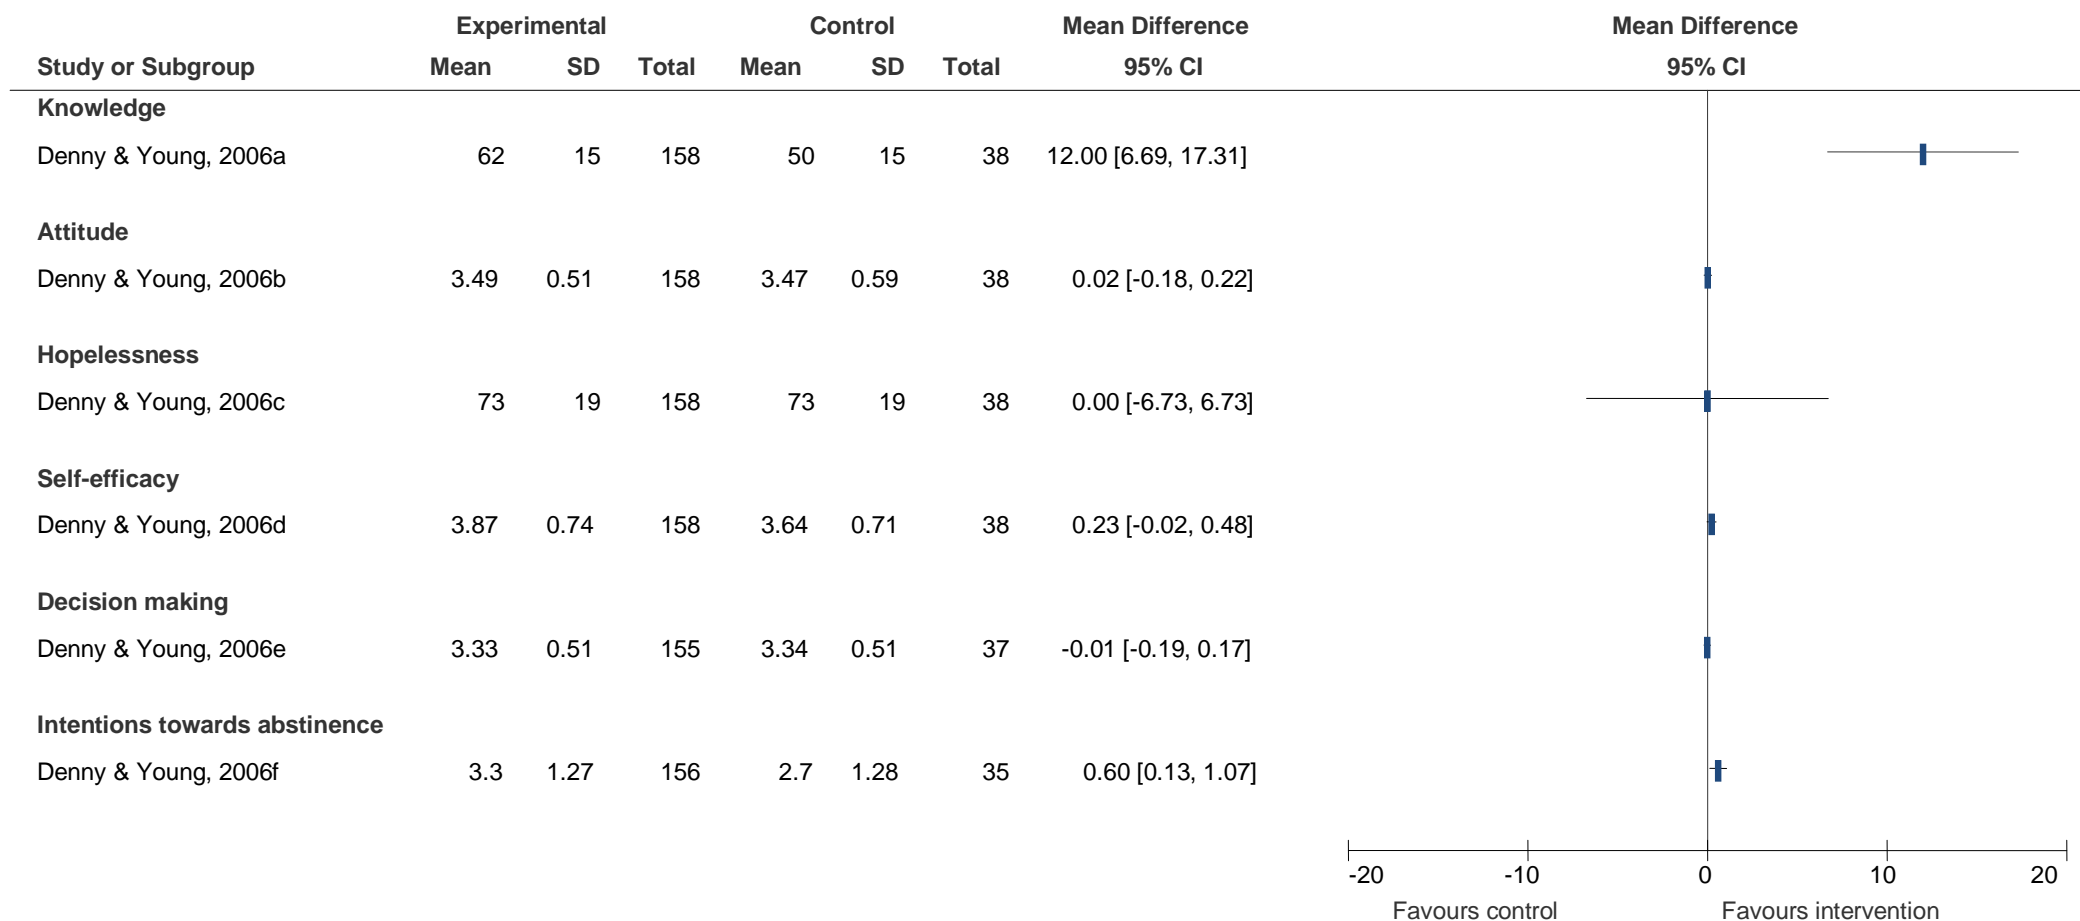 Experimental Control Mean Difference Mean Difference
Study or Subgroup Mean SD Total Mean SD Total 95% CI 95% CI
Knowledge
Denny & Young, 2006a 62 15 158 50 15 38 12.00 [6.69, 17.31]
Attitude
Denny & Young, 2006b 3.49 0.51 158 3.47 0.59 38 0.02 [-0.18, 0.22]
Hopelessness
Denny & Young, 2006c 73 19 158 73 19 38 0.00 [-6.73, 6.73]
Self-efficacy
Denny & Young, 2006d 3.87 0.74 158 3.64 0.71 38 0.23 [-0.02, 0.48]
Decision making
Denny & Young, 2006e 3.33 0.51 155 3.34 0.51 37 -0.01 [-0.19, 0.17]
Intentions towards abstinence
Denny & Young, 2006f 3.3 1.27 156 2.7 1.28 35 0.60 [0.13, 1.07]
-20 -10 0 10 20
Favours control Favours intervention